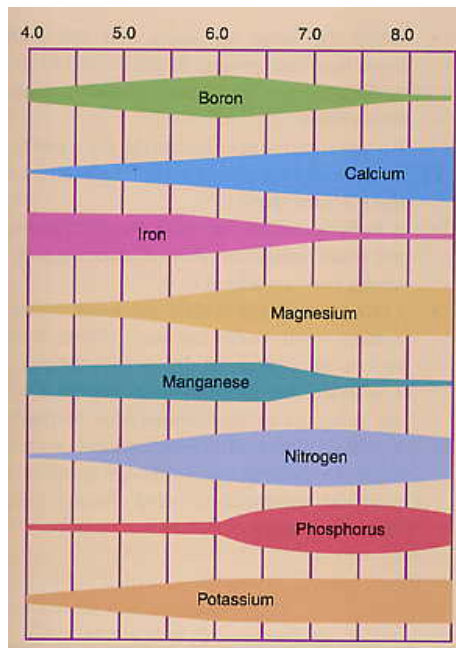 4.0 5.0 6.0 7.0 8.0
Boron
Calcium
Iron
Magnesium
Manganese
Nitrogen
Phosphorus
Potassium